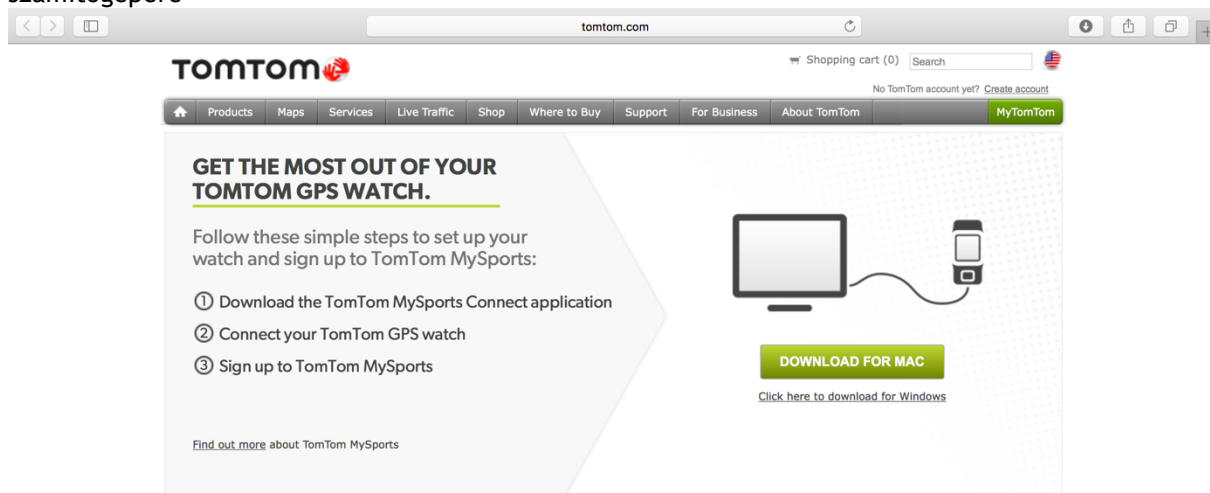 számítógépére
tomtom.com
TOMTOM
Shopping cart (0) Search
No TomTom account yet? Create account
Products Maps Services Live Traffic Shop Where to Buy Support For Business About TomTom MyTomTom
GET THE MOST OUT OF YOUR
TOMTOM GPS WATCH.
Follow these simple steps to set up your
watch and sign up to TomTom MySports:
1 Download the TomTom MySports Connect application
2 Connect your TomTom GPS watch
3 Sign up to TomTom MySports
DOWNLOAD FOR MAC
Click here to download for Windows
Find out more about TomTom MySports